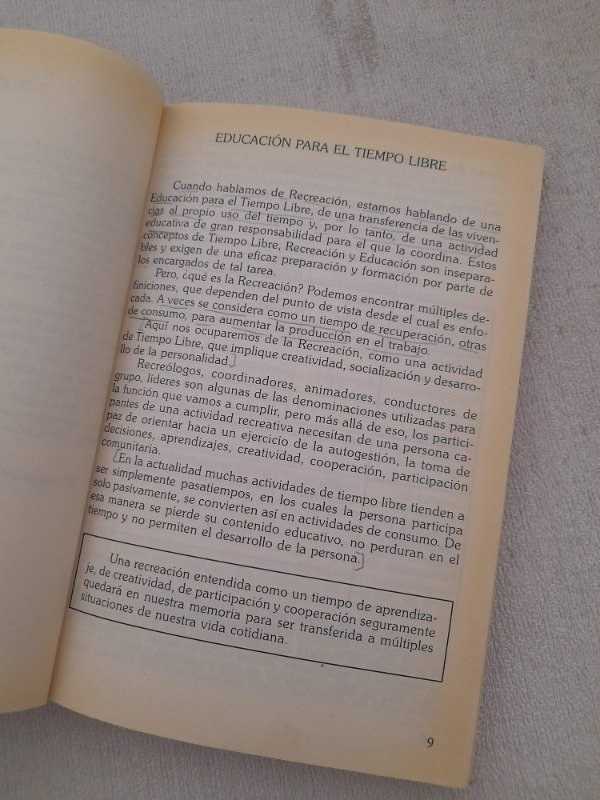 EDUCACIÓN PARA EL TIEMPO LIBRE
Cuando hablamos de Recreación, estamos hablando de una
Educación para el Tiempo Libre, de una transferencia de las viven-
cias al propio uso del tiempo y, por lo tanto, de una actividad
educativa de gran responsabilidad para el que la coordina. Estos
conceptos de Tiempo Libre, Recreación y Educación son insepara-
bles y exigen de una eficaz preparación y formación por parte de
los encargados de tal tarea.
Pero, ¿qué es la Recreación? Podemos encontrar múltiples de-
finiciones, que dependen del punto de vista desde el cual es enfo-
cada. A veces se considera como un tiempo de recuperación, otras
de consumo, para aumentar la producción en el trabajo.
Aquí nos ocuparemos de la Recreación, como una actividad
de Tiempo Libre, que implique creatividad, socialización y desarro-
llo de la personalidad.
Recreólogos, coordinadores, animadores, conductores de
grupo, líderes son algunas de las denominaciones utilizadas para
la función que vamos a cumplir, pero más allá de eso, los partici-
pantes de una actividad recreativa necesitan de una persona ca-
paz de orientar hacia un ejercicio de la autogestión, la toma de
decisiones, aprendizajes, creatividad, cooperación, participación
comunitaria.
En la actualidad muchas actividades de tiempo libre tienden a
ser simplemente pasatiempos, en los cuales la persona participa
solo pasivamente, se convierten así en actividades de consumo. De
esa manera se pierde su contenido educativo, no perduran en el
tiempo y no permiten el desarrollo de la persona.
Una recreación entendida como un tiempo de aprendiza-
je, de creatividad, de participación y cooperación seguramente
quedará en nuestra memoria para ser transferida a múltiples
situaciones de nuestra vida cotidiana.
9